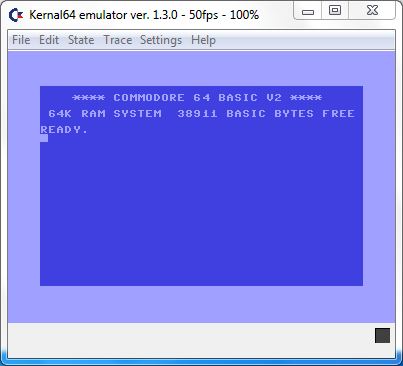 Kernal64 emulator ver. 1.3.0 - 50fps - 100%
File Edit State Trace Settings Help
**** COMMODORE 64 BASIC V2 ****
64K RAM SYSTEM 38911 BASIC BYTES FREE
READY.